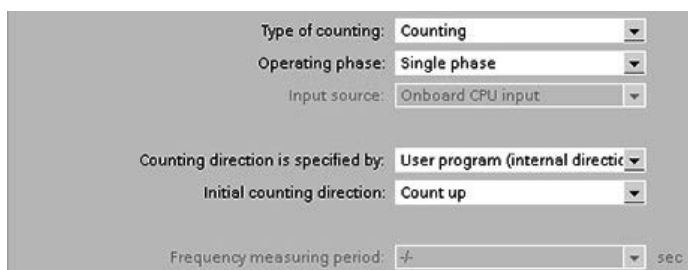 Type of counting: Counting
Operating phase: Single phase
Input source: Onboard CPU input
Counting direction is specified by: User program (internal directic
Initial counting direction: Count up
Frequency measuring period: -/- sec